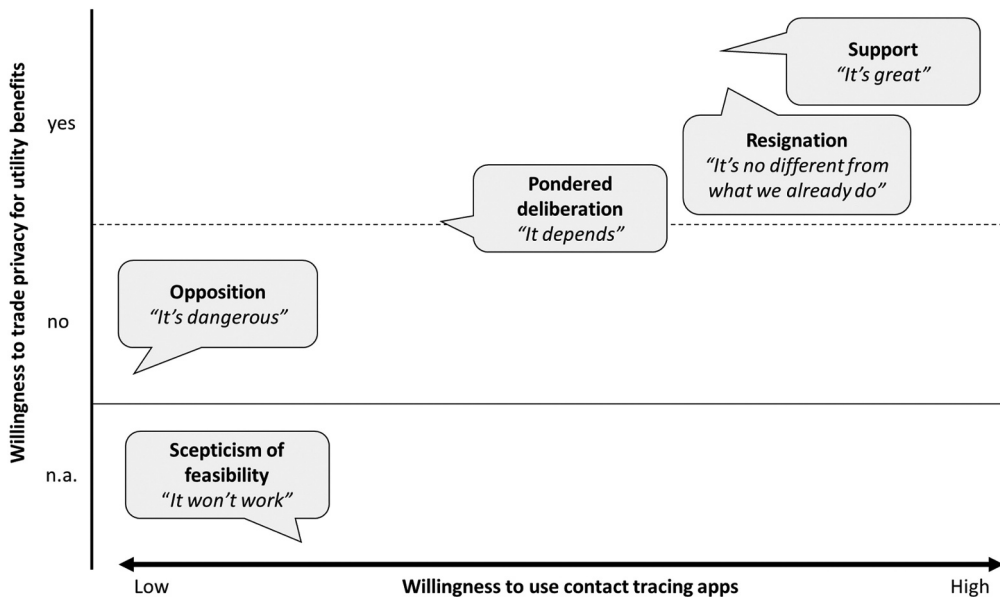 Willingness to trade privacy for utility benefits
yes
no
n.a.
Support
“It’s great”
Resignation
“It’s no different from
what we already do”
Pondered
deliberation
“It depends”
Opposition
“It’s dangerous”
Scepticism of
feasibility
“It won’t work”
Low
Willingness to use contact tracing apps
High